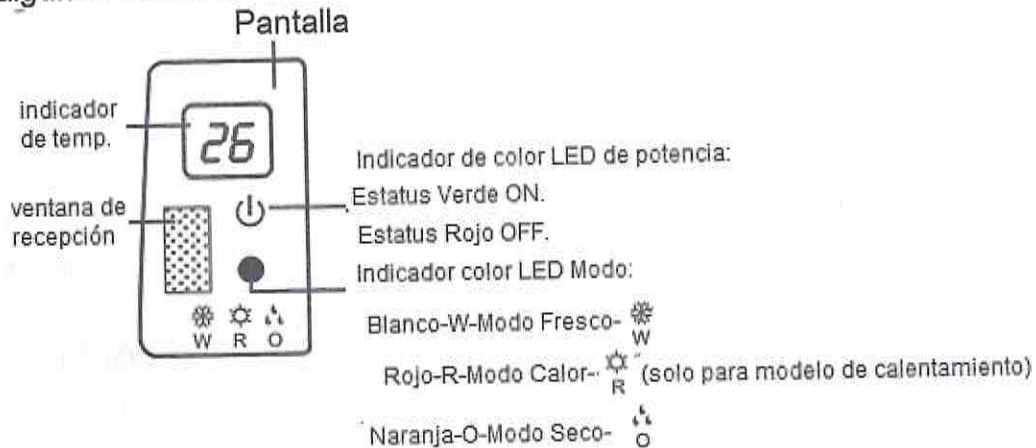 Pantalla
indicador
de temp.
26
ventana de
recepción
W R O
Indicador de color LED de potencia:
Estatus Verde ON.
Estatus Rojo OFF.
Indicador color LED Modo:
Blanco-W-Modo Fresco- W
Rojo-R-Modo Calor-- R (solo para modelo de calentamiento)
Naranja-O-Modo Seco- O